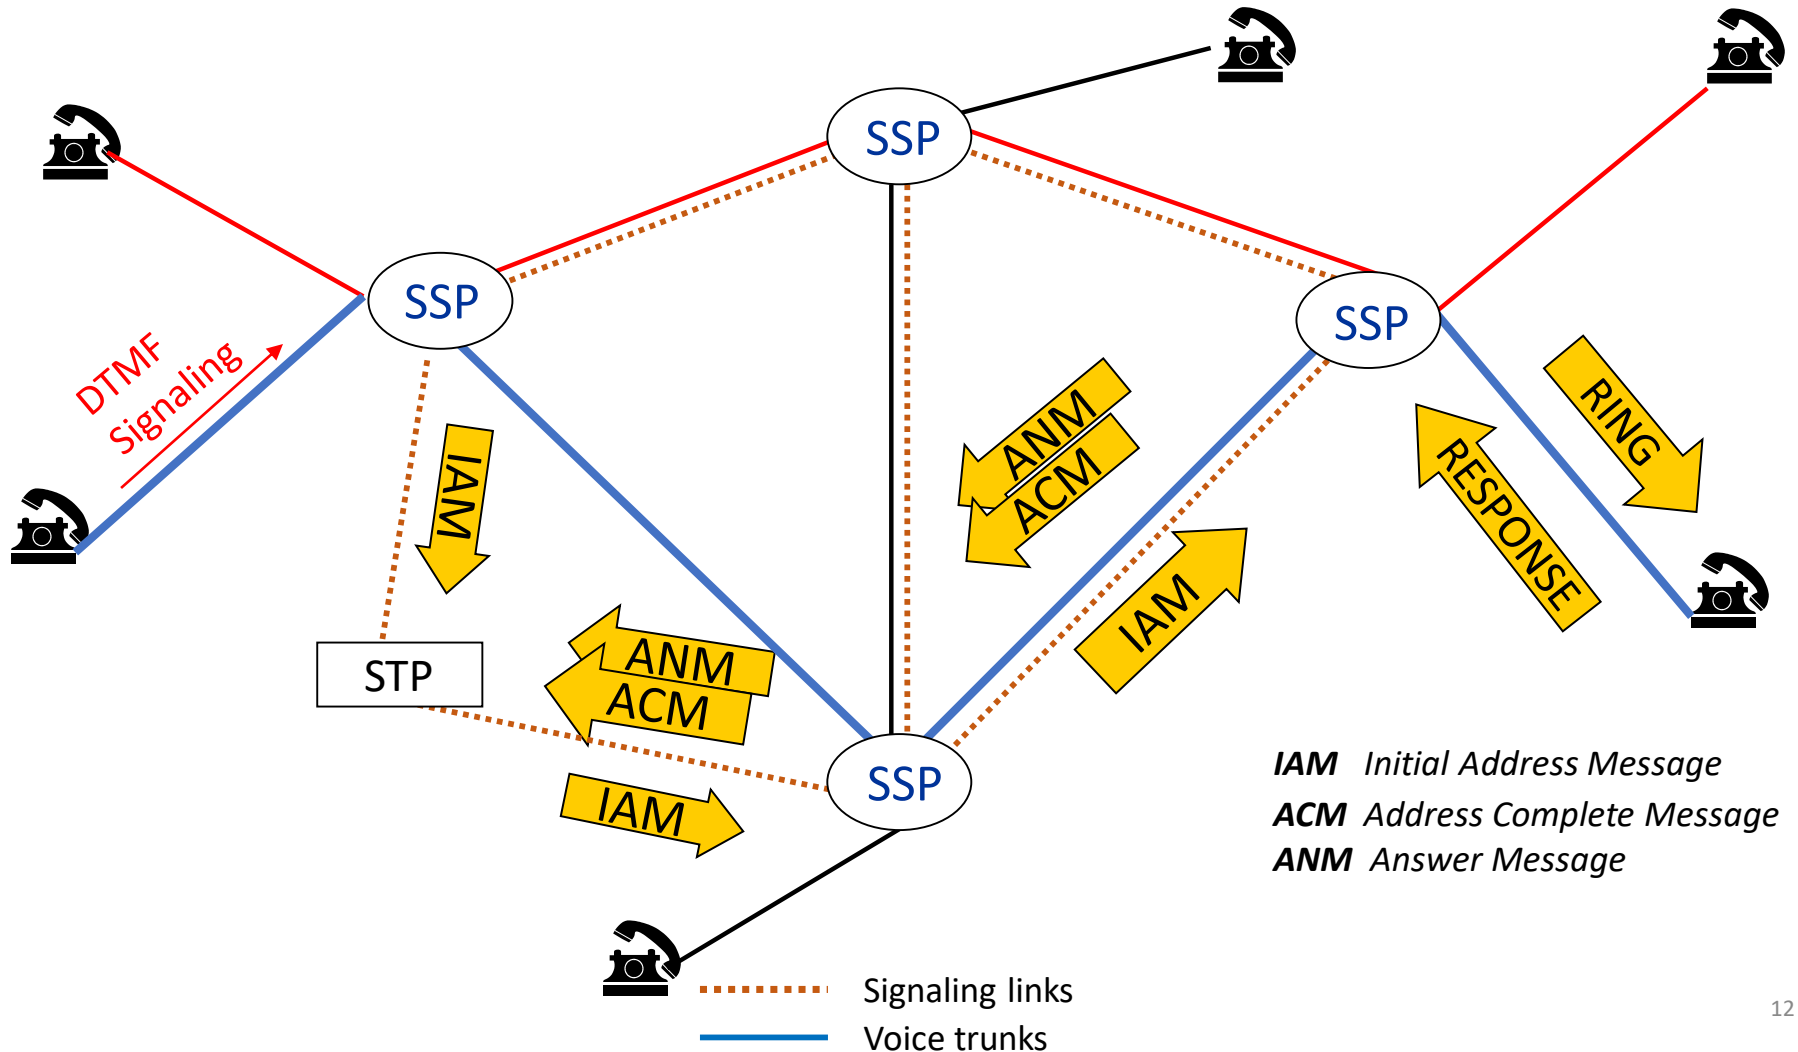 SSP
SSP
SSP
DTMF
Signaling
IAM
ANM
ACM
RING
RESPONSE
IAM
STP
ANM
ACM
IAM
SSP
IAM Initial Address Message
ACM Address Complete Message
ANM Answer Message
Signaling links
Voice trunks
12